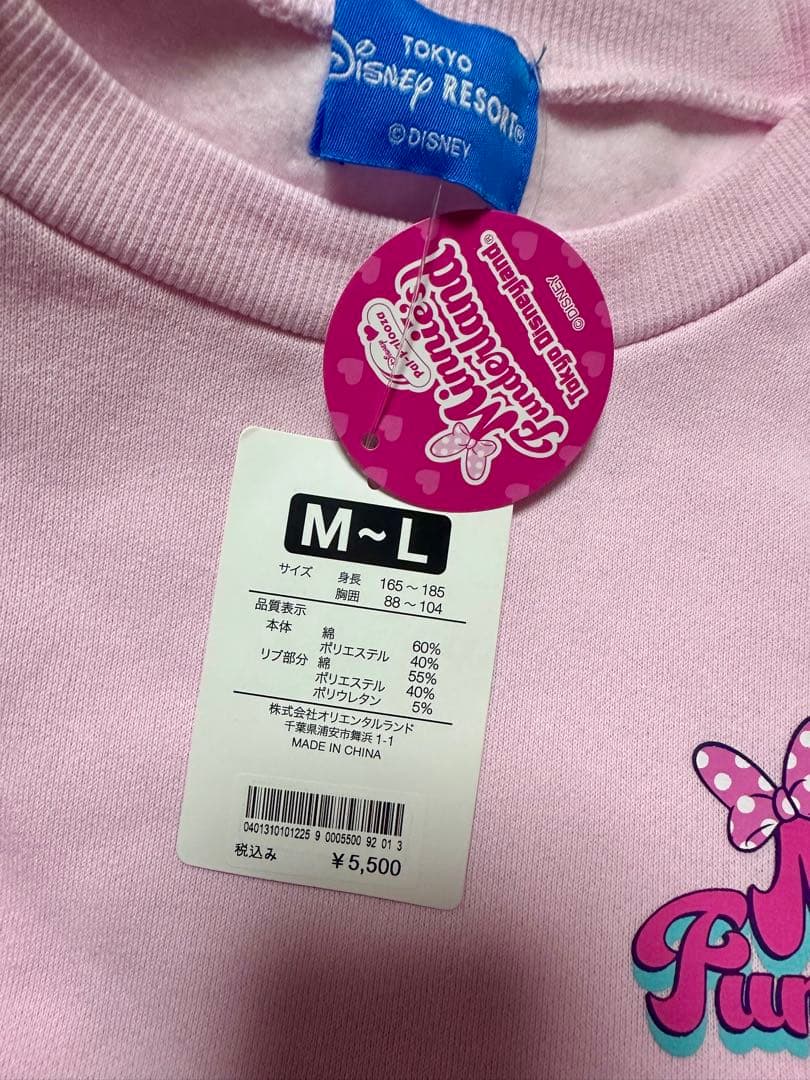 TOKYO
Disney RESORT®
©DISNEY
Disney
Pal-Palooza
Minnie's
Funderland
Tokyo Disneyland®
©DISNEY
M~L
サイズ 身長 165~185
胸囲 88~104
品質表示
本体 綿 60%
ポリエステル 40%
リブ部分 綿 55%
ポリエステル 40%
ポリウレタン 5%
株式会社オリエンタルランド
千葉県浦安市舞浜1-1
MADE IN CHINA
0401310101225 9 0005500 92 01 3
税込み ¥5,500